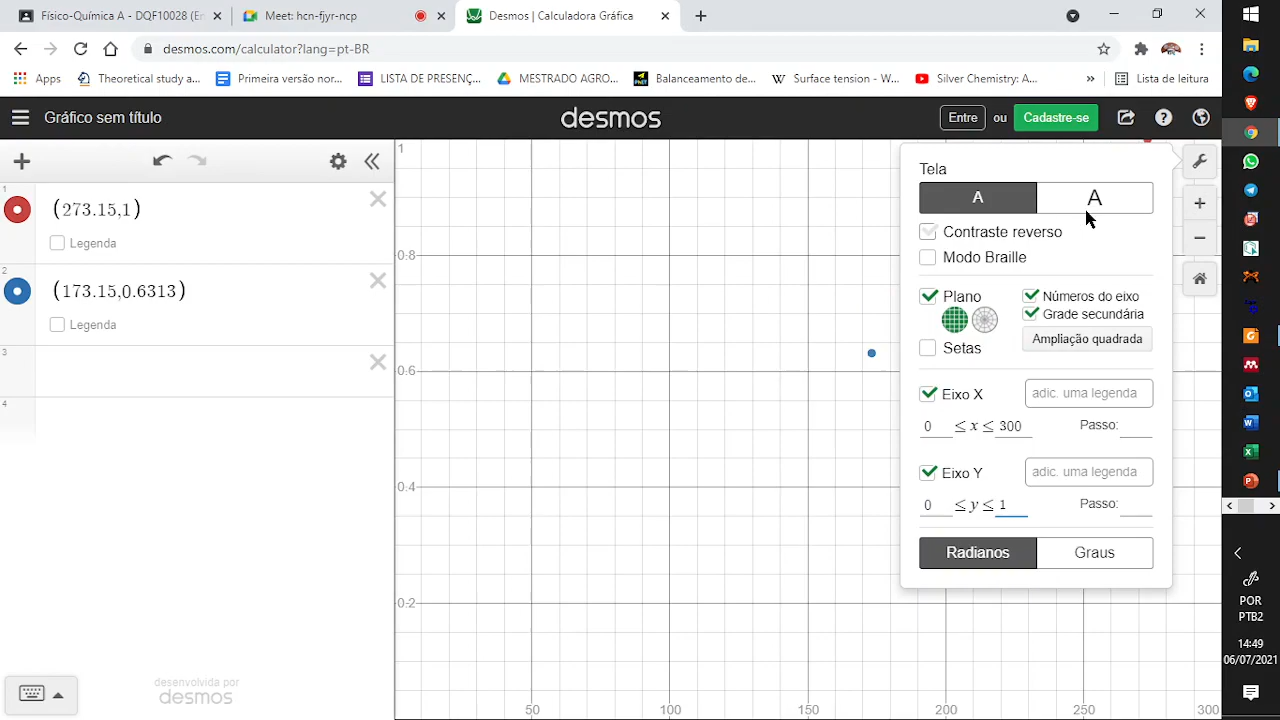 Físico-Química - DQF10028 (Er
Meet: hcn-fjyr-ncp
Desmos | Calculadora Gráfica
desmos.com/calculator?lang=pt-BR
Apps
Theoretical study a...
Primeira versão nor...
LISTA DE PRESENÇ...
MESTRADO AGRO...
Balanceamento de...
Surface tension - W...
Silver Chemistry: A...
Lista de leitura
Gráfico sem título
desmos
Entre
ou
Cadastre-se
1
(273.15,1)
Legenda
2
(173.15,0.6313)
Legenda
3
4
desenvolvida por
desmos
1
0.8
0.6
0.4
0.2
50
100
150
200
250
300
Tela
A
A
Contraste reverso
Modo Braille
Plano
Números do eixo
Grade secundária
Ampliação quadrada
Setas
Eixo X
adic. uma legenda
0 ≤ x ≤ 300
Passo:
Eixo Y
adic. uma legenda
0 ≤ y ≤ 1
Passo:
Radianos
Graus
POR
PTB2
14:49
06/07/2021